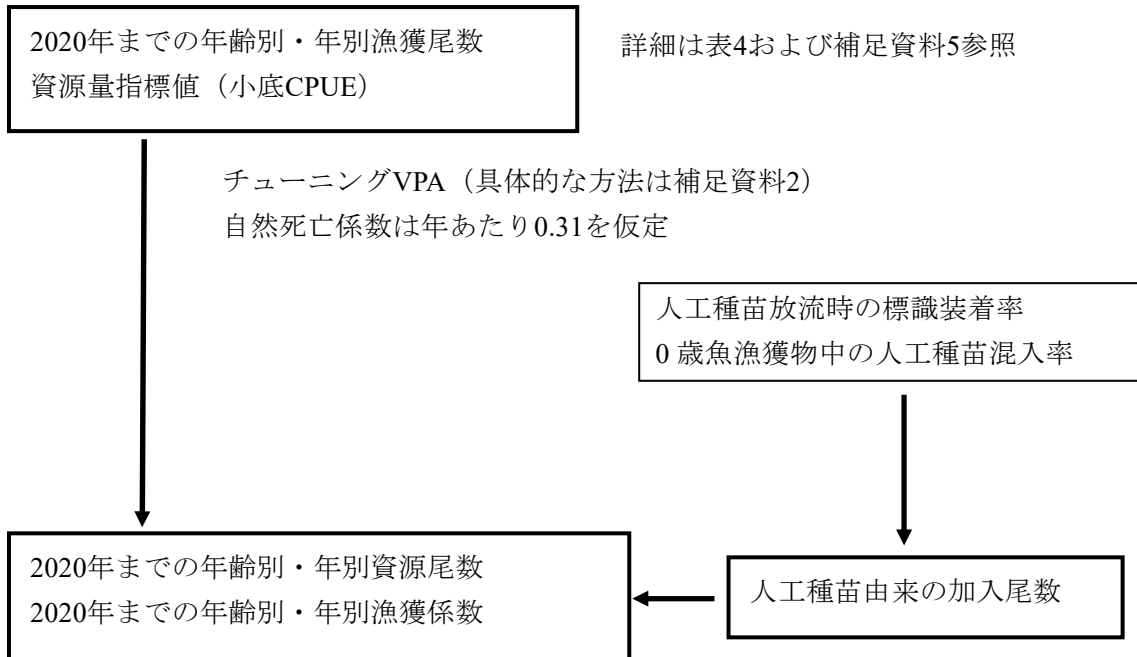 2020年までの年齢別・年別漁獲尾数
資源量指標値（小底CPUE）
詳細は表4および補足資料5参照
チューニングVPA（具体的な方法は補足資料2）
自然死亡係数は年あたり0.31を仮定
人工種苗放流時の標識装着率
0 歳魚漁獲物中の人工種苗混入率
2020年までの年齢別・年別資源尾数
2020年までの年齢別・年別漁獲係数
人工種苗由来の加入尾数